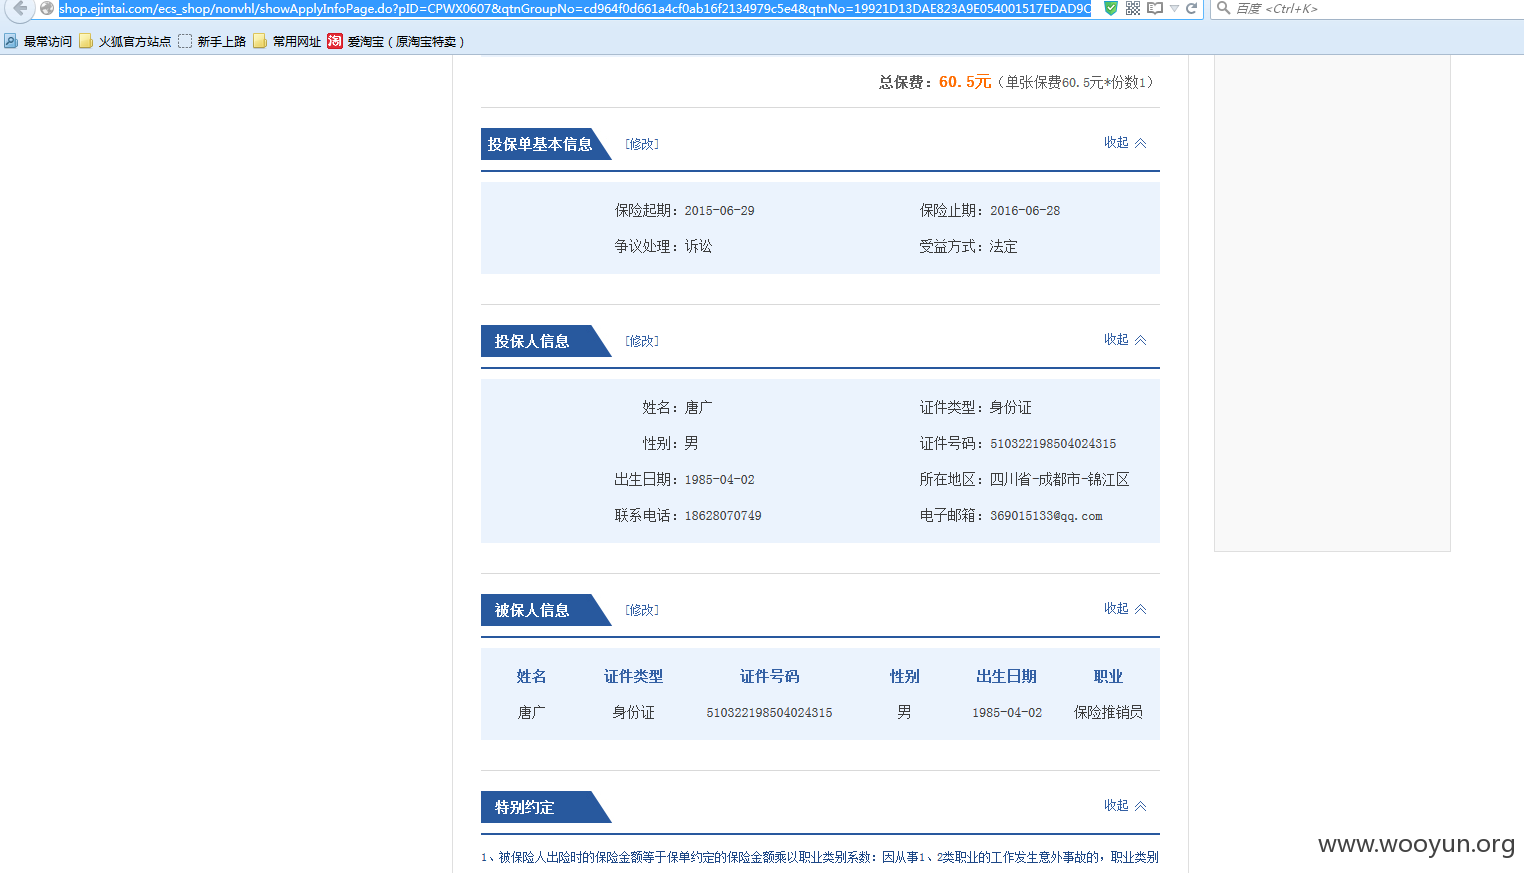 shop.ejintai.com/ecs_shop/nonvhl/showApplyInfoPage.do?pID=CPWX0607&qtnGroupNo=cd964f0d661a4cf0ab16f2134979c5e4&qtnNo=19921D13DAE823A9E054001517EDAD9C
百度 <Ctrl+K>
最常访问 火狐官方站点 新手上路 常用网址 淘 爱淘宝（原淘宝特卖）
总保费：60.5元（单张保费60.5元*份数1）
投保单基本信息 [修改] 收起
保险起期：2015-06-29 保险止期：2016-06-28
争议处理：诉讼 受益方式：法定
投保人信息 [修改] 收起
姓名：唐广 证件类型：身份证
性别：男 证件号码：510322198504024315
出生日期：1985-04-02 所在地区：四川省-成都市-锦江区
联系电话：18628070749 电子邮箱：369015133@qq.com
被保人信息 [修改] 收起
姓名 证件类型 证件号码 性别 出生日期 职业
唐广 身份证 510322198504024315 男 1985-04-02 保险推销员
特别约定 收起
1、被保险人出险时的保险金额等于保单约定的保险金额乘以职业类别系数：因从事1、2类职业的工作发生意外事故的，职业类别
www.wooyun.org